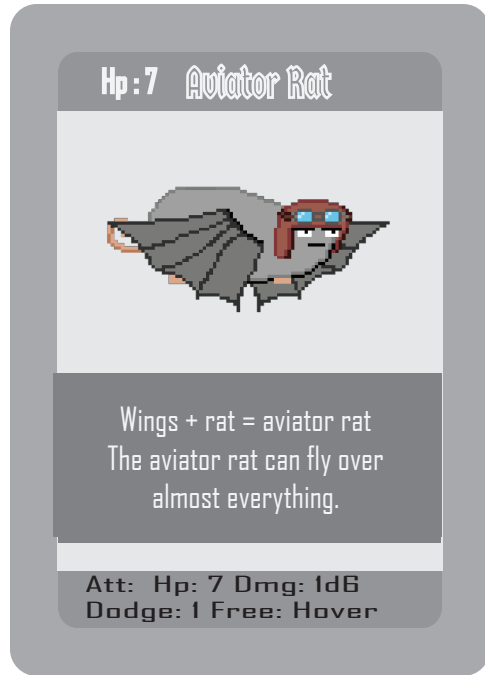 Hp : 7 Aviator Rat
Wings + rat = aviator rat
The aviator rat can fly over
almost everything.
Att: Hp: 7 Dmg: 1d6
Dodge: 1 Free: Hover